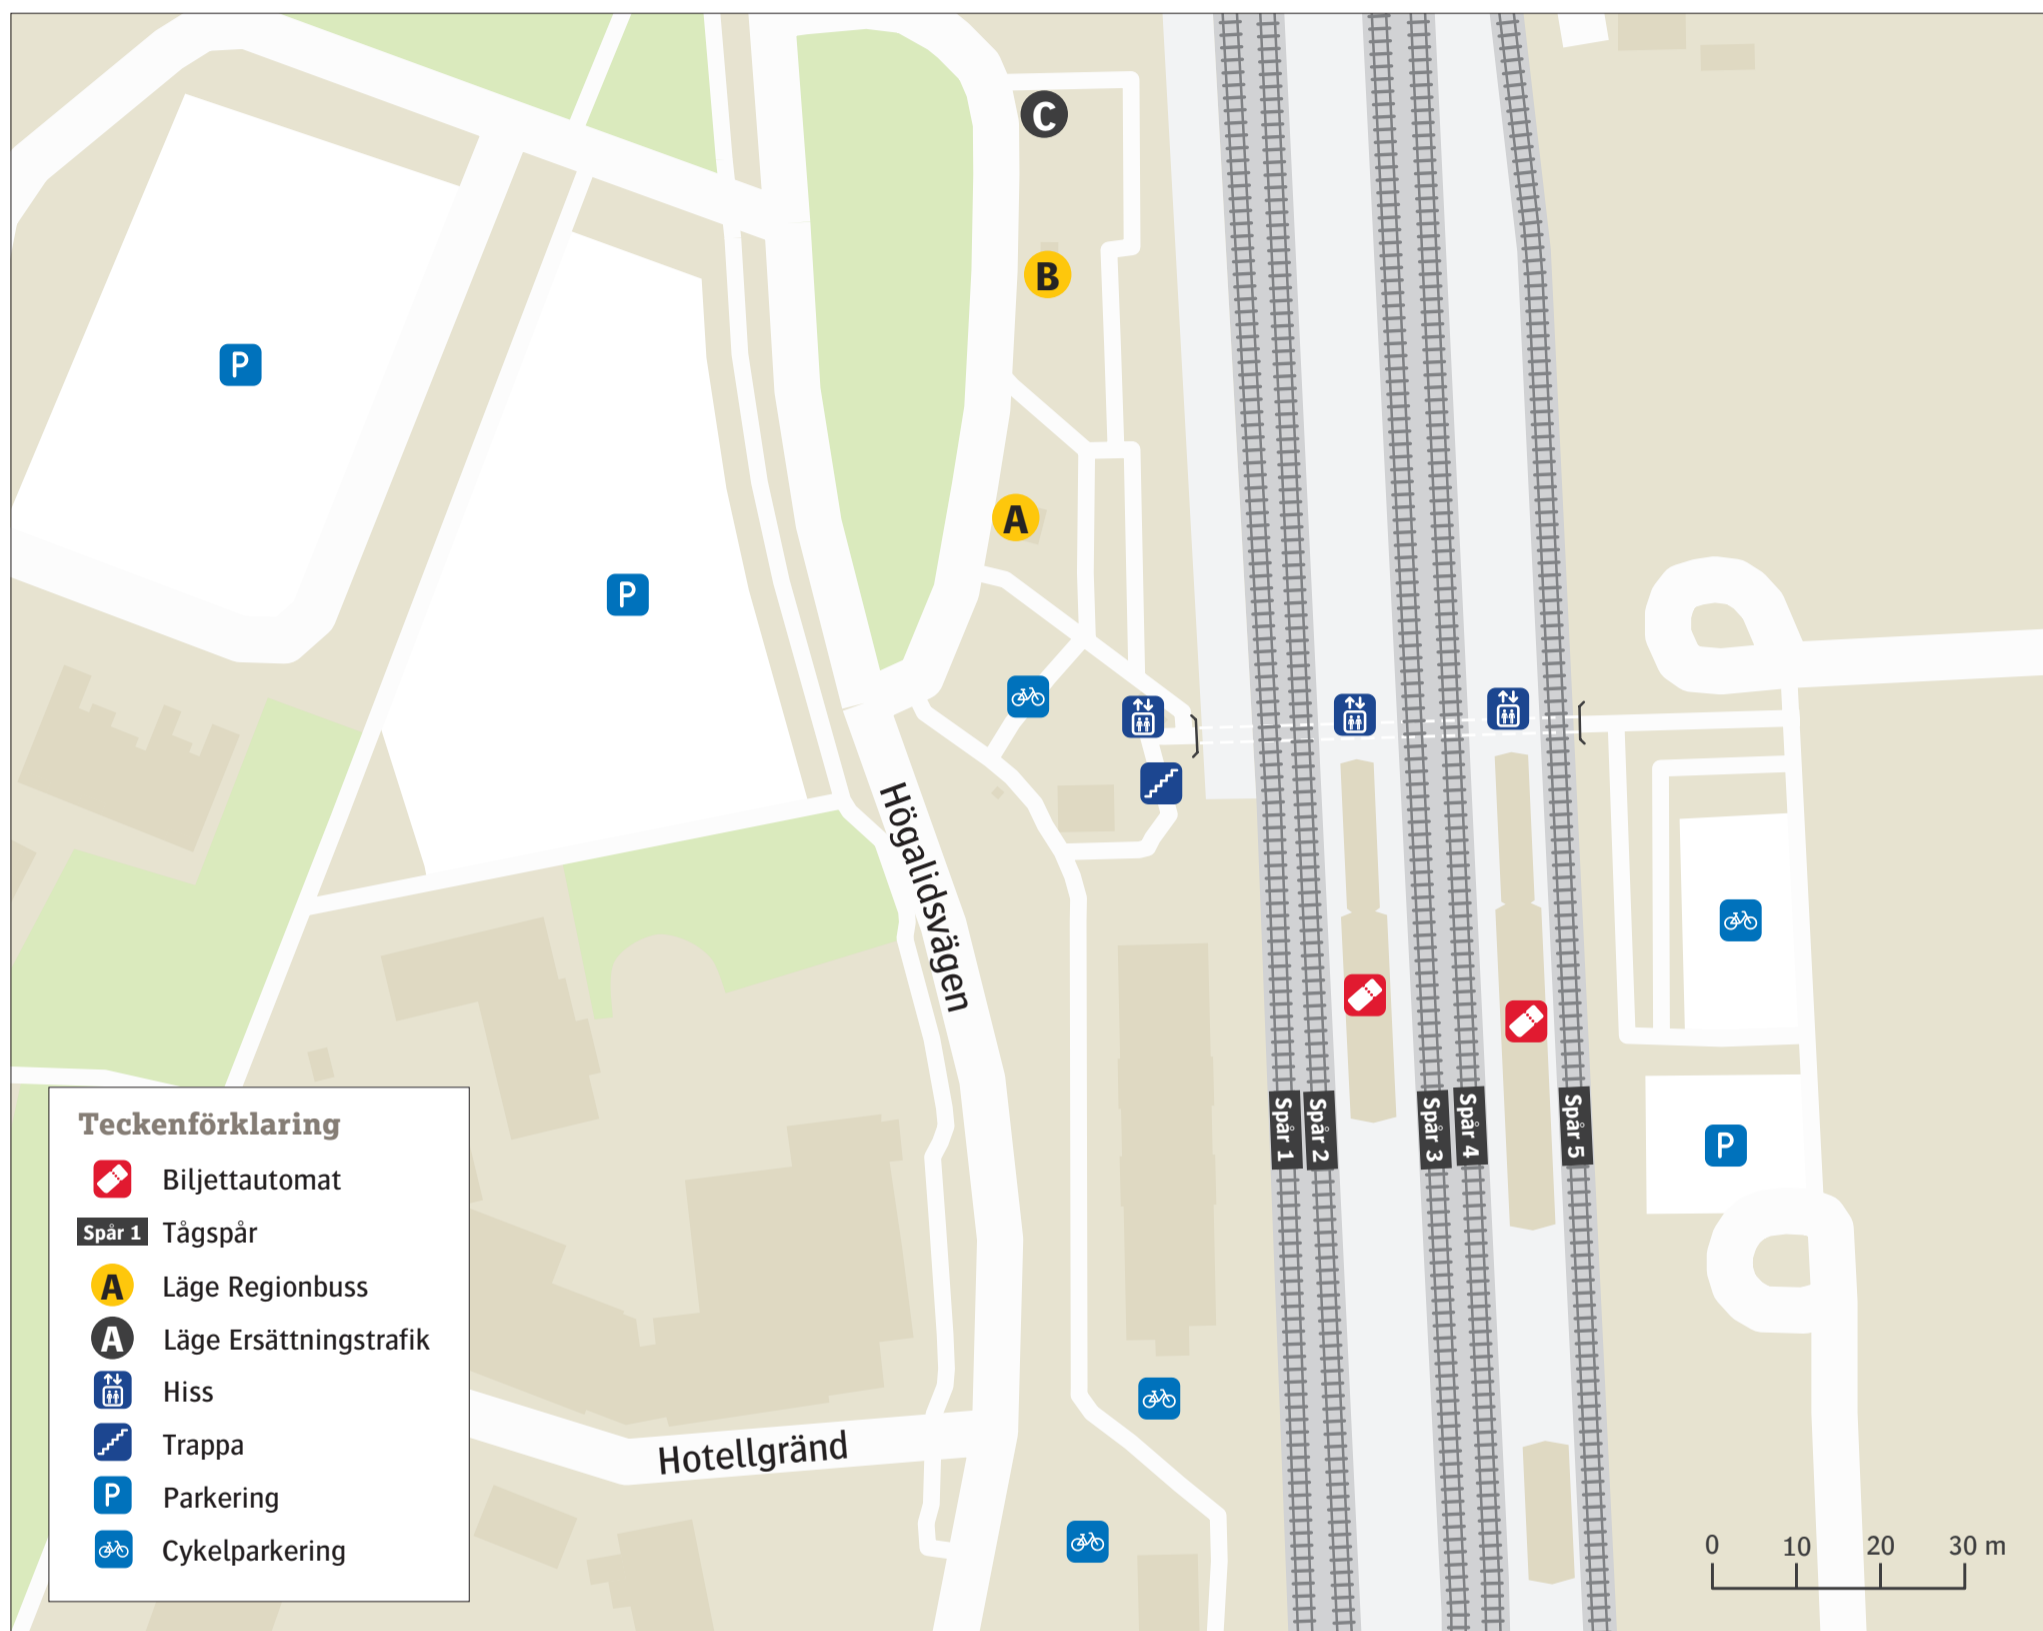 C
B
A
P
P
Högalidsvägen
Spår 1
Spår 2
Spår 3
Spår 4
Spår 5
P
Hotellgränd
Teckenförklaring
Biljettautomat
Spår 1 Tågspår
A Läge Regionbuss
A Läge Ersättningstrafik
Hiss
Trappa
P Parkering
Cykelparkering
0 10 20 30 m